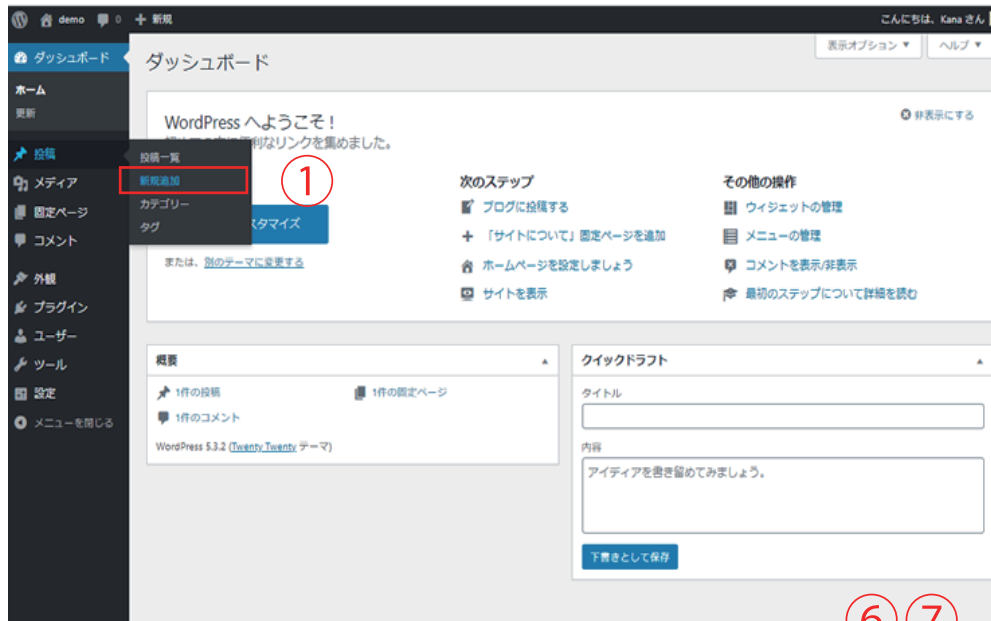 demo 0 新規
こんにちは、Kana さん
ダッシュボード
ホーム
更新
投稿
メディア
固定ページ
コメント
外観
プラグイン
ユーザー
ツール
設定
メニューを閉じる
投稿一覧
新規追加
カテゴリー
タグ
①
ダッシュボード
表示オプション ▼
ヘルプ ▼
WordPress へようこそ !
非表示にする
利なリンクを集めました。
スタマイズ
または、別のテーマに変更する
次のステップ
ブログに投稿する
「サイトについて」固定ページを追加
ホームページを設定しましょう
サイトを表示
その他の操作
ウィジェットの管理
メニューの管理
コメントを表示/非表示
最初のステップについて詳細を読む
概要
1件の投稿
1件の固定ページ
1件のコメント
WordPress 5.3.2 (Twenty Twenty テーマ)
クイックドラフト
タイトル
内容
アイディアを書き留めてみましょう。
下書きとして保存
⑥⑦